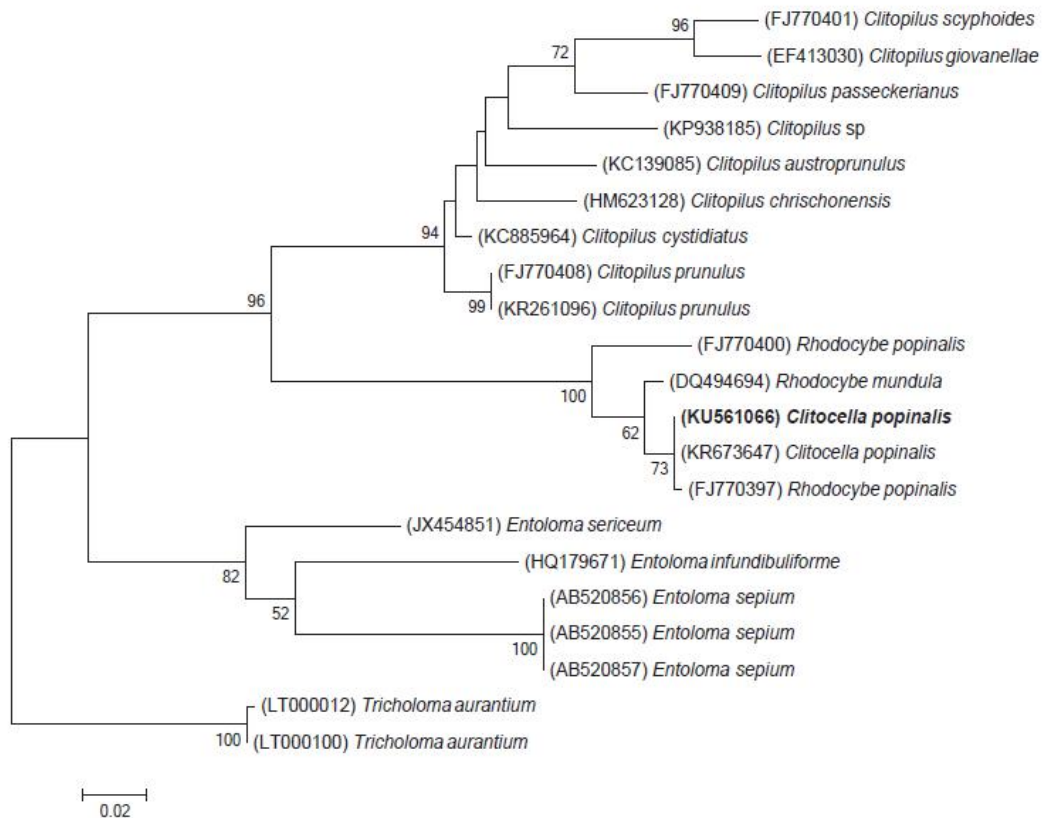 (FJ770401) Clitopilus scyphoides
96
(EF413030) Clitopilus giovanellae
72
(FJ770409) Clitopilus passeckerianus
(KP938185) Clitopilus sp
(KC139085) Clitopilus austroprunulus
(HM623128) Clitopilus chrischonensis
94
(KC885964) Clitopilus cystidiatus
(FJ770408) Clitopilus prunulus
96
99
(KR261096) Clitopilus prunulus
(FJ770400) Rhodocybe popinalis
(DQ494694) Rhodocybe mundula
100
(KU561066) Clitocella popinalis
62
(KR673647) Clitocella popinalis
73
(FJ770397) Rhodocybe popinalis
(JX454851) Entoloma sericeum
(HQ179671) Entoloma infundibuliforme
82
(AB520856) Entoloma sepium
52
(AB520855) Entoloma sepium
100
(AB520857) Entoloma sepium
(LT000012) Tricholoma aurantium
100
(LT000100) Tricholoma aurantium
0.02